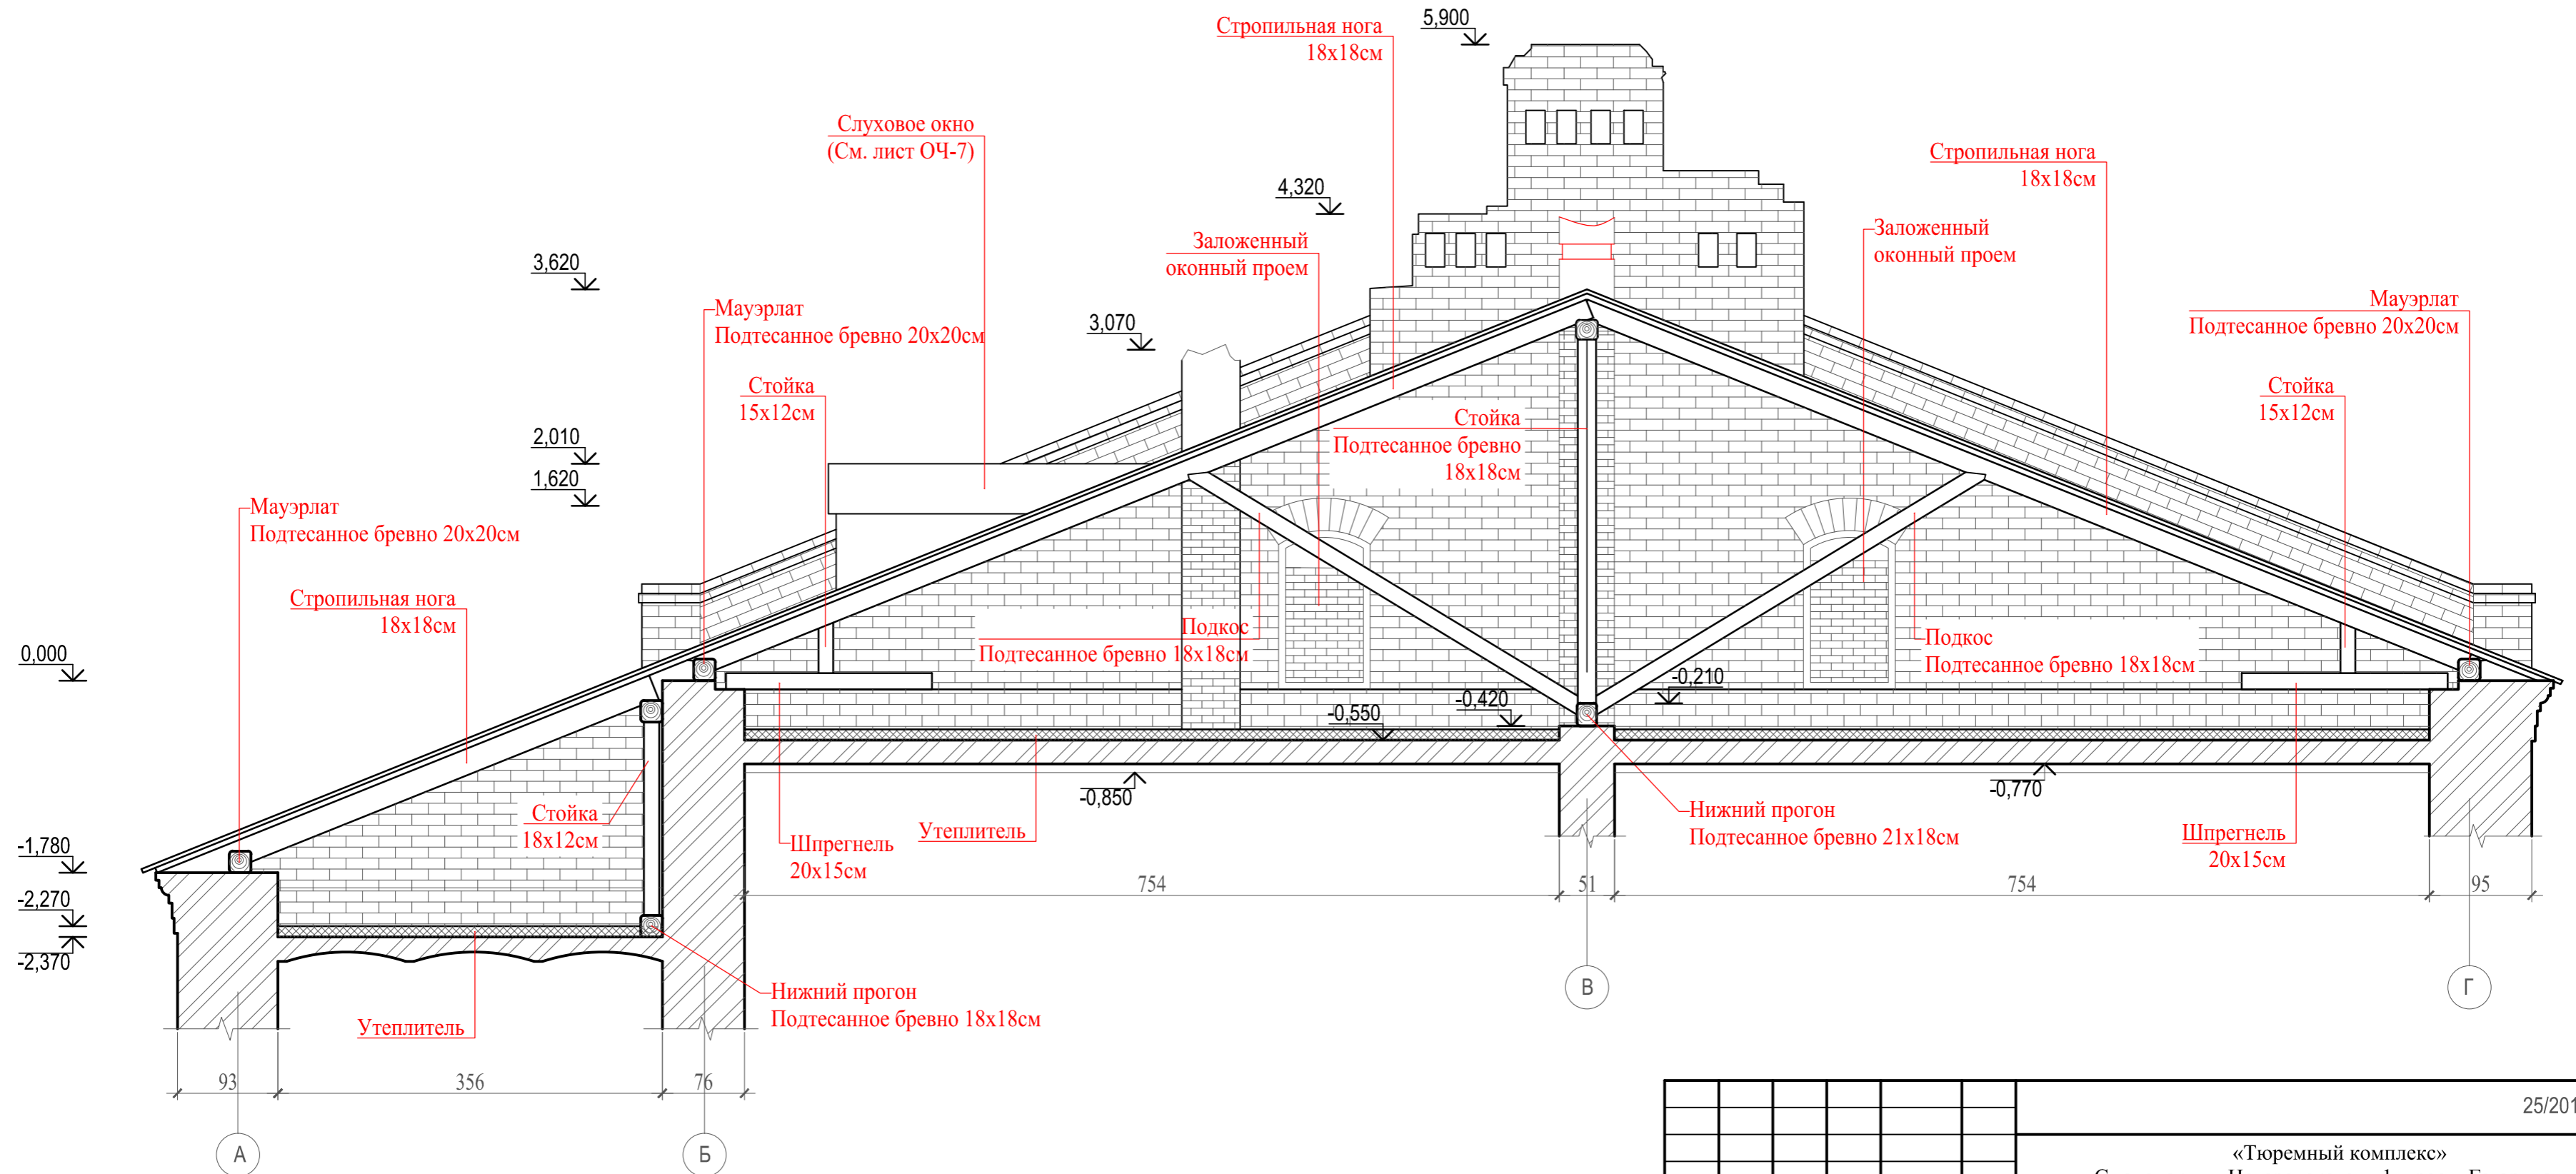 5,900
Стропильная нога
18х18см
Слуховое окно
(См. лист ОЧ-7)
Стропильная нога
18х18см
4,320
Заложенный
оконный проем
Заложенный
оконный проем
3,620
Мауэрлат
Подтесанное бревно 20х20см
3,070
Мауэрлат
Подтесанное бревно 20х20см
Стойка
15х12см
Стойка
15х12см
Стойка
Подтесанное бревно
18х18см
2,010
1,620
Мауэрлат
Подтесанное бревно 20х20см
Стропильная нога
18х18см
Подкос
Подтесанное бревно 18х18см
Подкос
Подтесанное бревно 18х18см
0,000
-0,210
-0,420
-0,550
-0,850
-0,770
Стойка
18х12см
Шпрегнель
20х15см
Утеплитель
Нижний прогон
Подтесанное бревно 21х18см
Шпрегнель
20х15см
-1,780
-2,270
-2,370
754
51
754
95
Нижний прогон
Подтесанное бревно 18х18см
Утеплитель
В
Г
93
356
76
А
Б
25/201
«Тюремный комплекс»